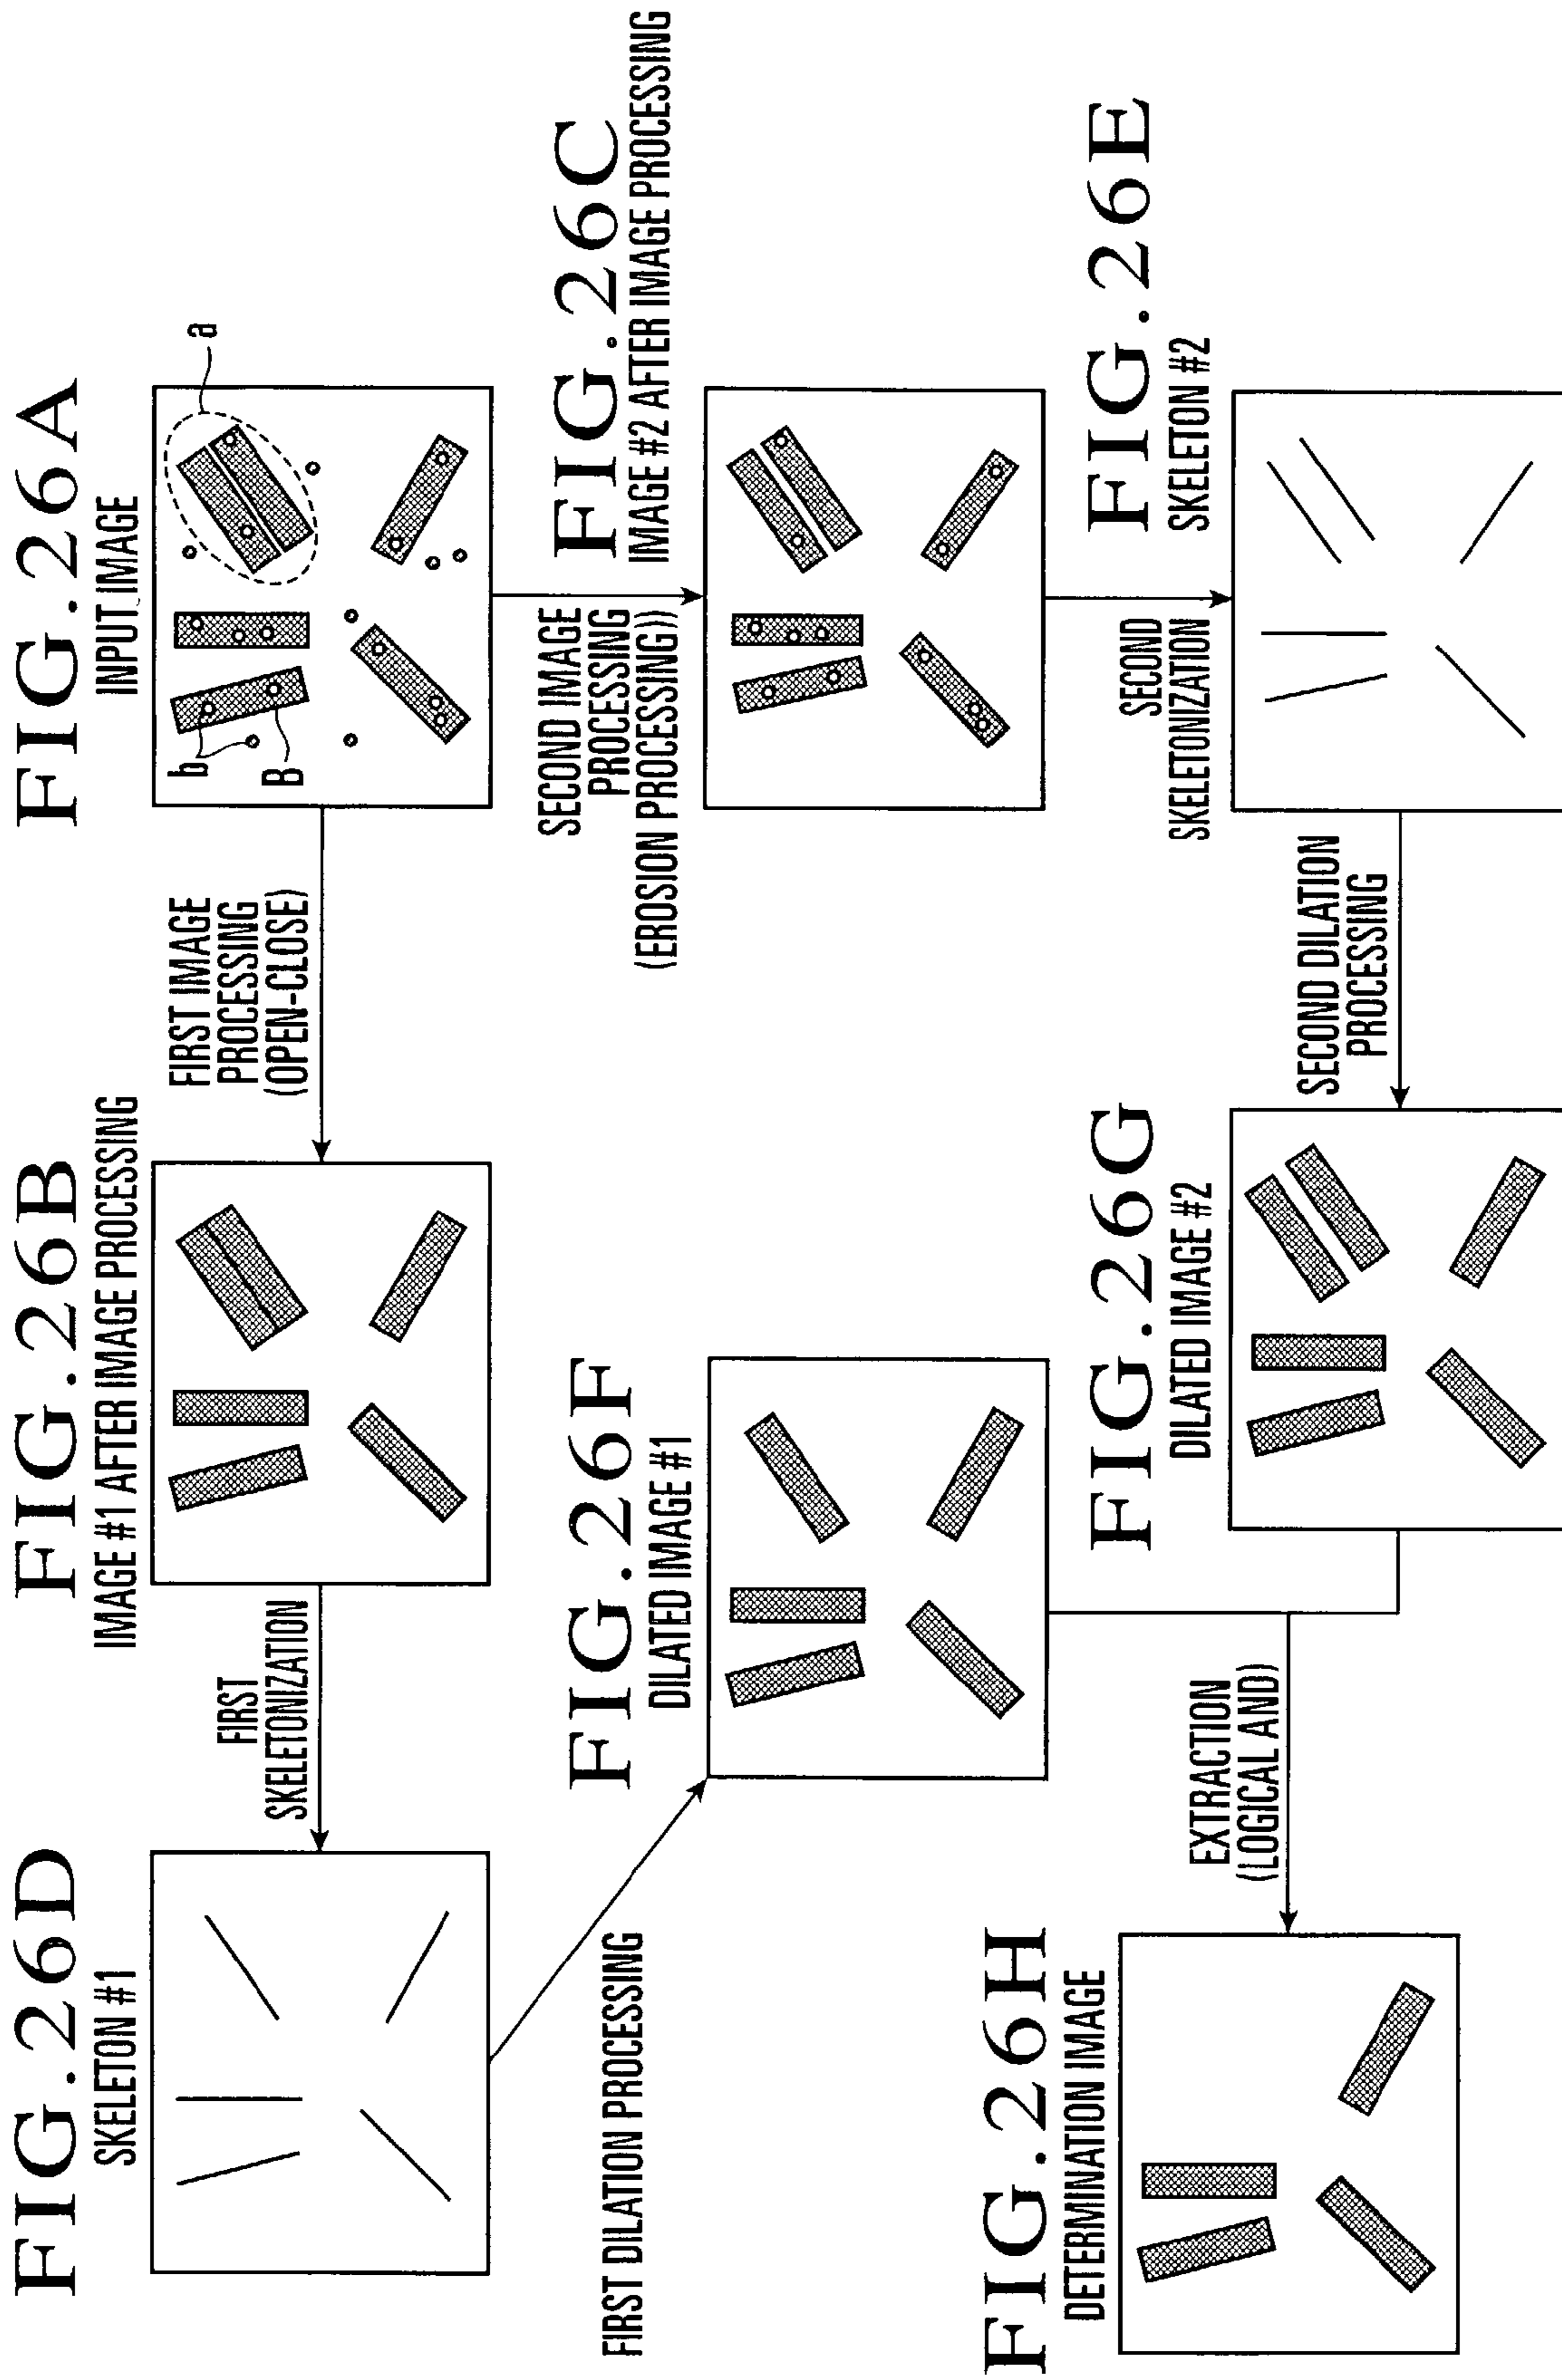 FIG.26A
INPUT IMAGE
a
b
B
FIRST IMAGE
PROCESSING
(OPEN-CLOSE)
FIG.26B
IMAGE #1 AFTER IMAGE PROCESSING
FIRST
SKELETONIZATION
FIG.26D
SKELETON #1
SECOND IMAGE
PROCESSING
(EROSION PROCESSING))
FIG.26C
IMAGE #2 AFTER IMAGE PROCESSING
FIG.26F
DILATED IMAGE #1
FIRST DILATION PROCESSING
SECOND
SKELETONIZATION
FIG.26E
SKELETON #2
SECOND DILATION
PROCESSING
FIG.26G
DILATED IMAGE #2
EXTRACTION
(LOGICAL AND)
FIG.26H
DETERMINATION IMAGE